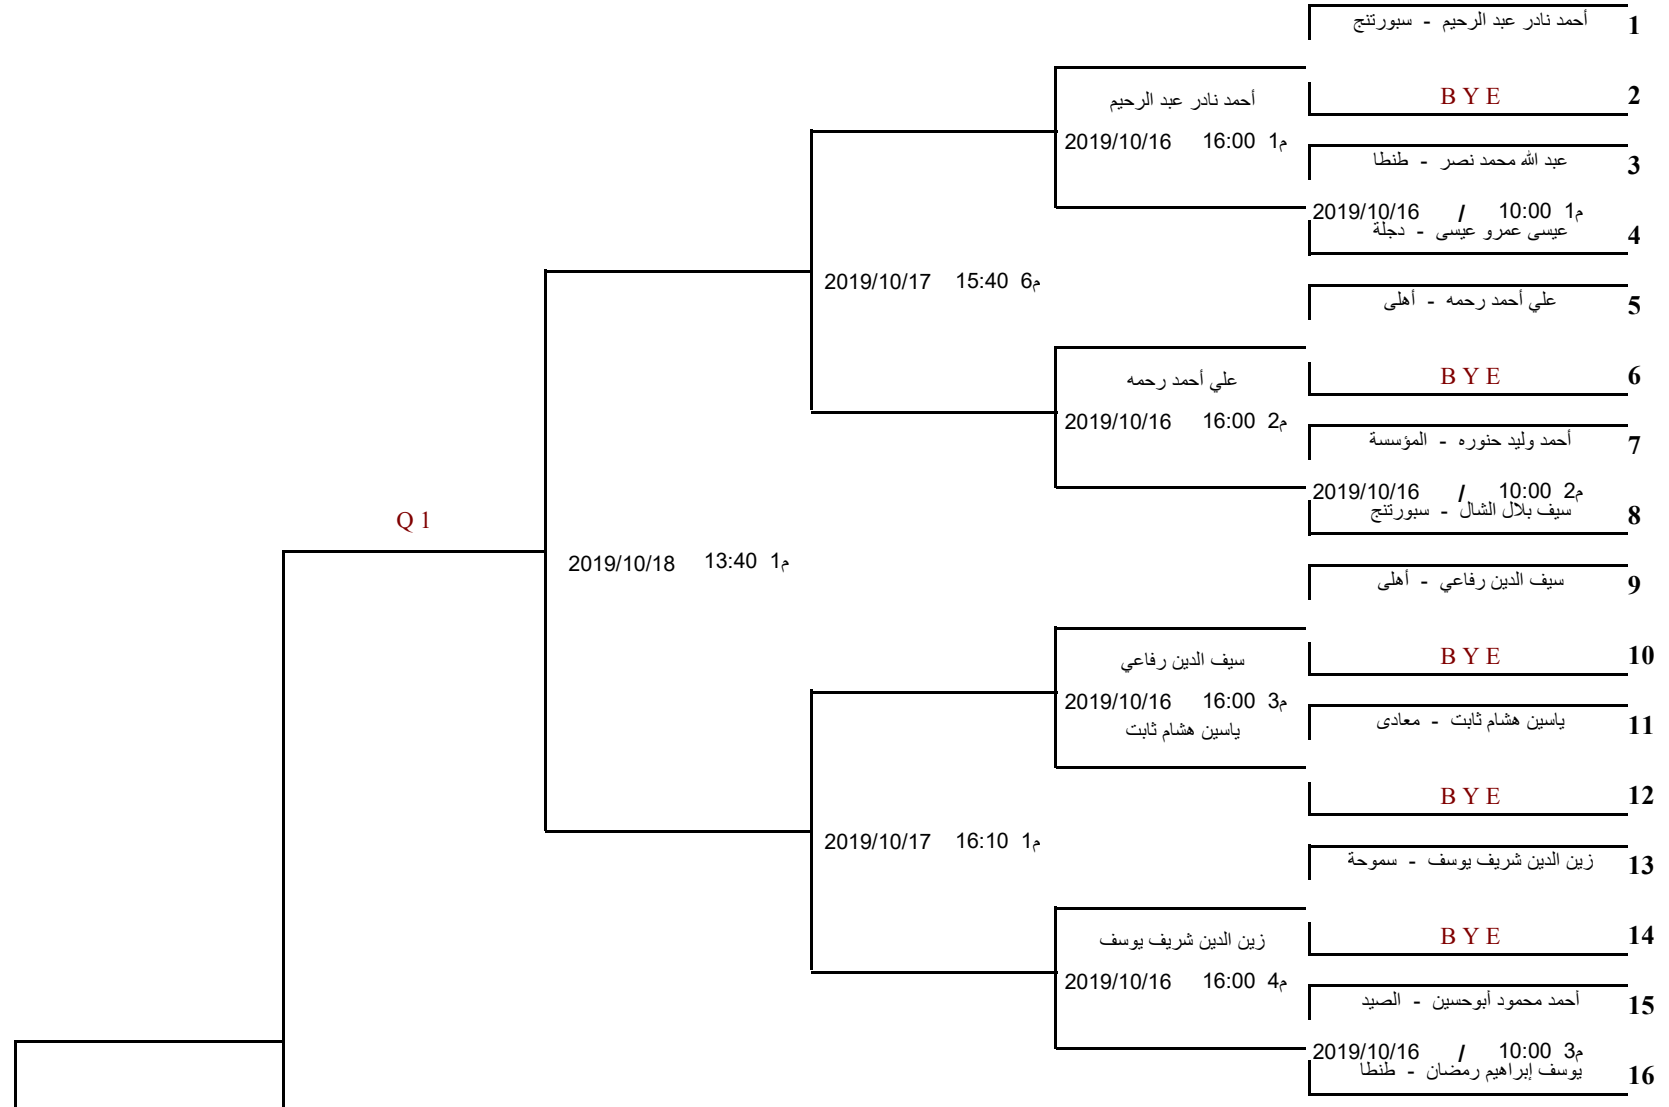 أحمد نادر عبد الرحيم - سبورتنج 1
B Y E 2
أحمد نادر عبد الرحيم
2019/10/16 16:00 م1
عبد الله محمد نصر - طنطا 3
2019/10/16 / 10:00 م1
عيسى عمرو عيسى - دجلة 4
2019/10/17 15:40 م6
علي أحمد رحمه - أهلى 5
B Y E 6
علي أحمد رحمه
2019/10/16 16:00 م2
أحمد وليد حنوره - المؤسسة 7
2019/10/16 / 10:00 م2
سيف بلال الشال - سبورتنج 8
Q 1
2019/10/18 13:40 م1
سيف الدين رفاعي - أهلى 9
B Y E 10
سيف الدين رفاعي
2019/10/16 16:00 م3
ياسين هشام ثابت
ياسين هشام ثابت - معادى 11
B Y E 12
2019/10/17 16:10 م1
زين الدين شريف يوسف - سموحة 13
B Y E 14
زين الدين شريف يوسف
2019/10/16 16:00 م4
أحمد محمود أبوحسين - الصيد 15
2019/10/16 / 10:00 م3
يوسف إبراهيم رمضان - طنطا 16